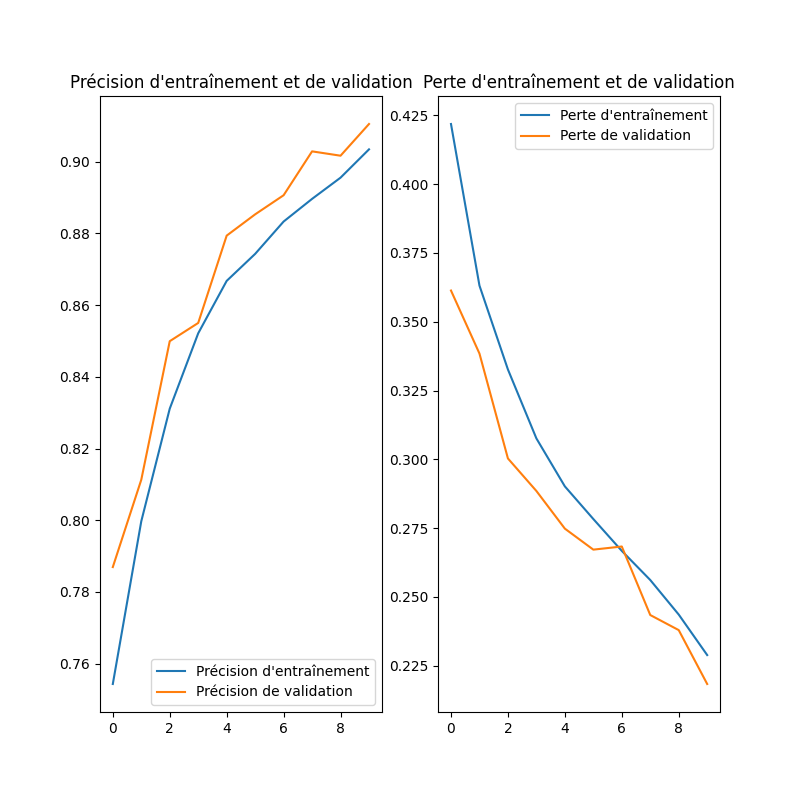 Précision d'entraînement et de validation
0.90
0.88
0.86
0.84
0.82
0.80
0.78
0.76
Précision d'entraînement
Précision de validation
0 2 4 6 8
Perte d'entraînement et de validation
0.425
0.400
0.375
0.350
0.325
0.300
0.275
0.250
0.225
Perte d'entraînement
Perte de validation
0 2 4 6 8